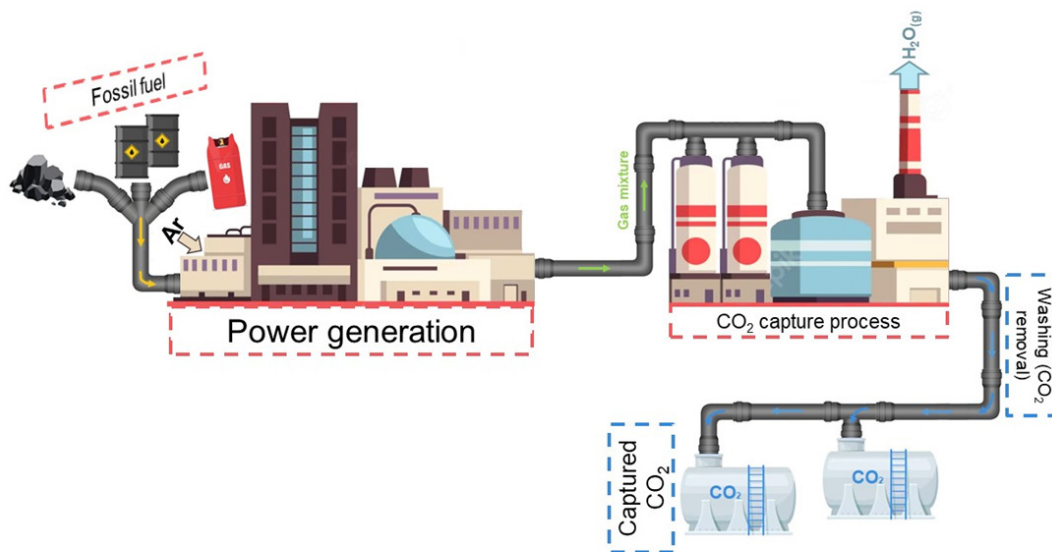 Fossil fuel
GAS
Ar
Power generation
Gas mixture
H₂O(g)
CO₂ capture process
Washing (CO₂
removal)
Captured
CO₂
CO₂
CO₂